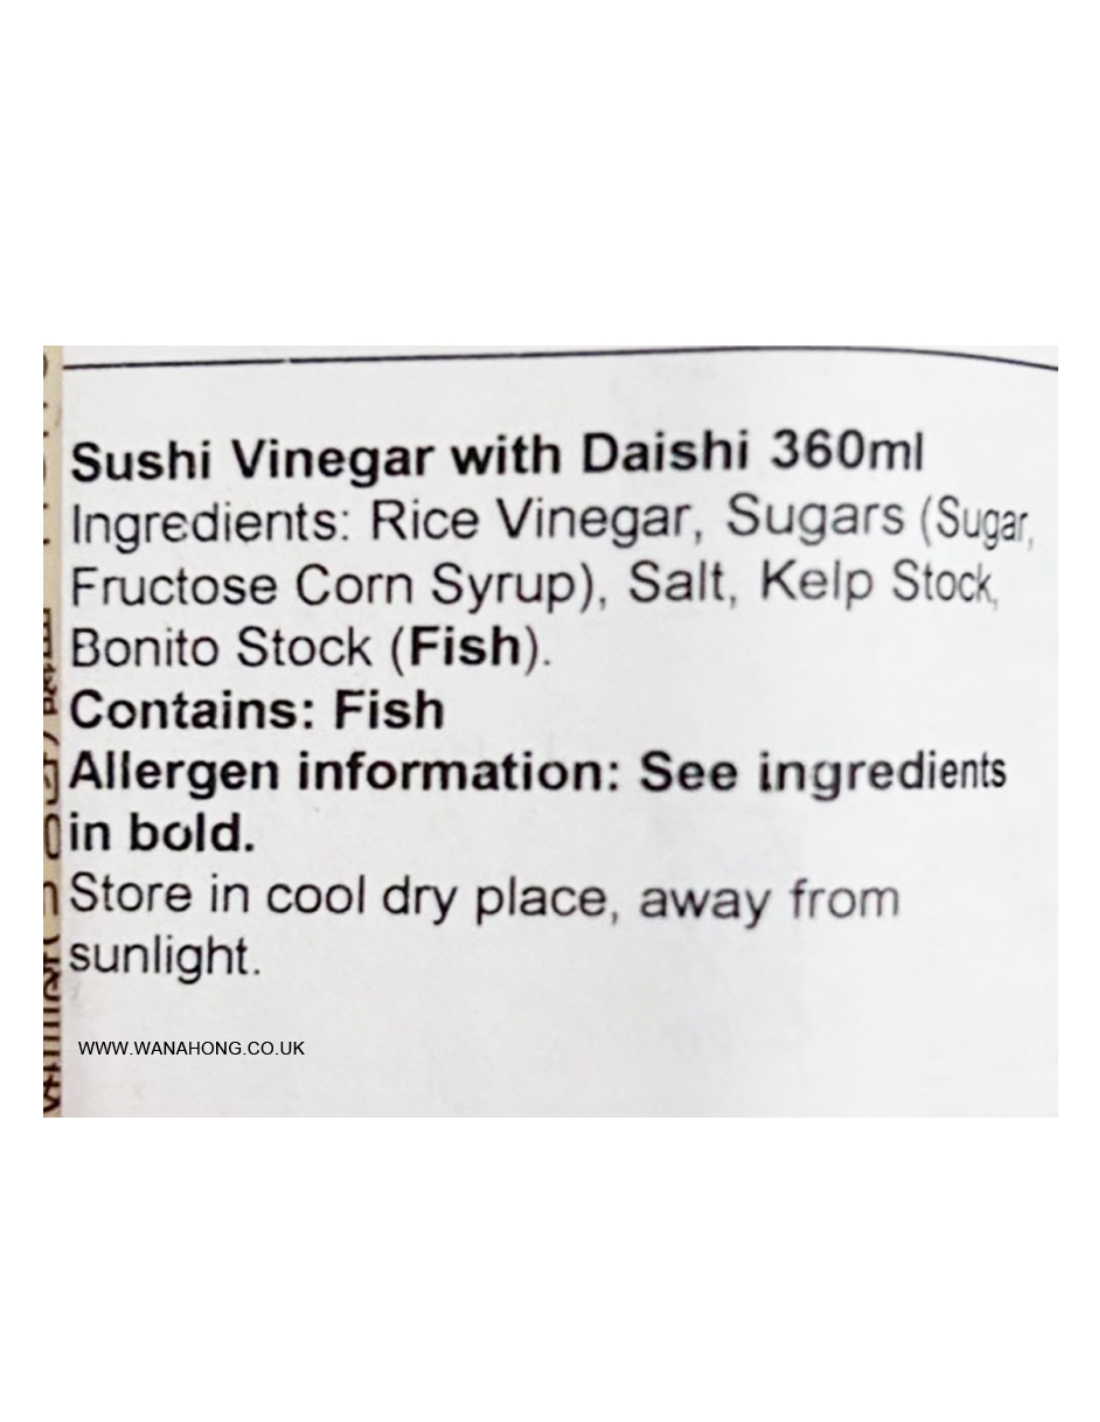 Sushi Vinegar with Daishi 360ml
Ingredients: Rice Vinegar, Sugars (Sugar,
Fructose Corn Syrup), Salt, Kelp Stock,
Bonito Stock (Fish).
Contains: Fish
Allergen information: See ingredients
in bold.
Store in cool dry place, away from
sunlight.
WWW.WANAHONG.CO.UK